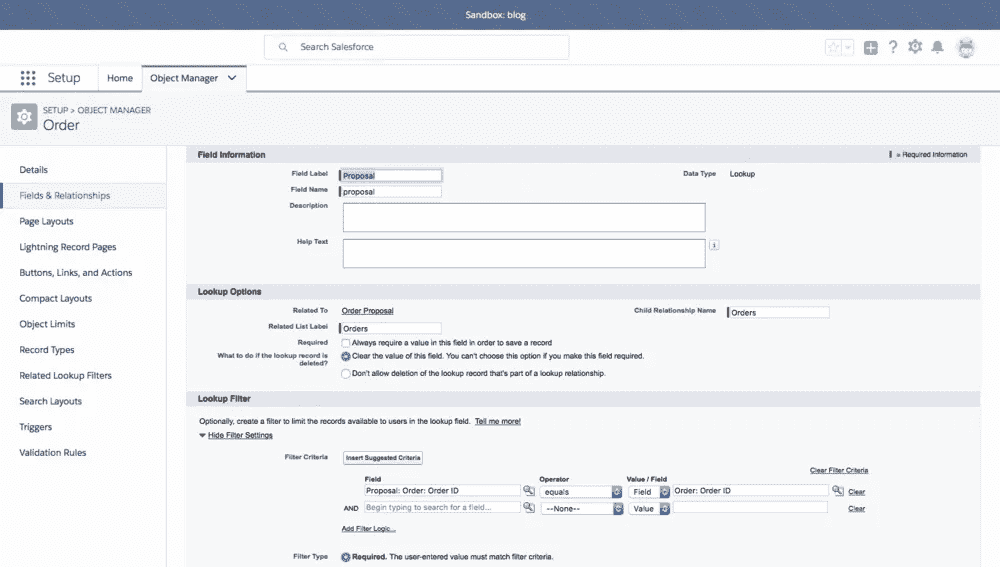 Sandbox: blog
Search Salesforce
Setup Home Object Manager
SETUP > OBJECT MANAGER
Order
Details
Fields & Relationships
Page Layouts
Lightning Record Pages
Buttons, Links, and Actions
Compact Layouts
Object Limits
Record Types
Related Lookup Filters
Search Layouts
Triggers
Validation Rules
Field Information = Required Information
Field Label Proposal Data Type Lookup
Field Name proposal
Description
Help Text i
Lookup Options
Related To Order Proposal Child Relationship Name Orders
Related List Label Orders
Required Always require a value in this field in order to save a record
What to do if the lookup record is deleted? Clear the value of this field. You can't choose this option if you make this field required.
Don't allow deletion of the lookup record that's part of a lookup relationship.
Lookup Filter
Optionally, create a filter to limit the records available to users in the lookup field. Tell me more!
Hide Filter Settings
Filter Criteria Insert Suggested Criteria
Clear Filter Criteria
Field Operator Value / Field
Proposal: Order: Order ID equals Field Order: Order ID Clear
AND Begin typing to search for a field... --None-- Value Clear
Add Filter Logic...
Filter Type Required. The user-entered value must match filter criteria.